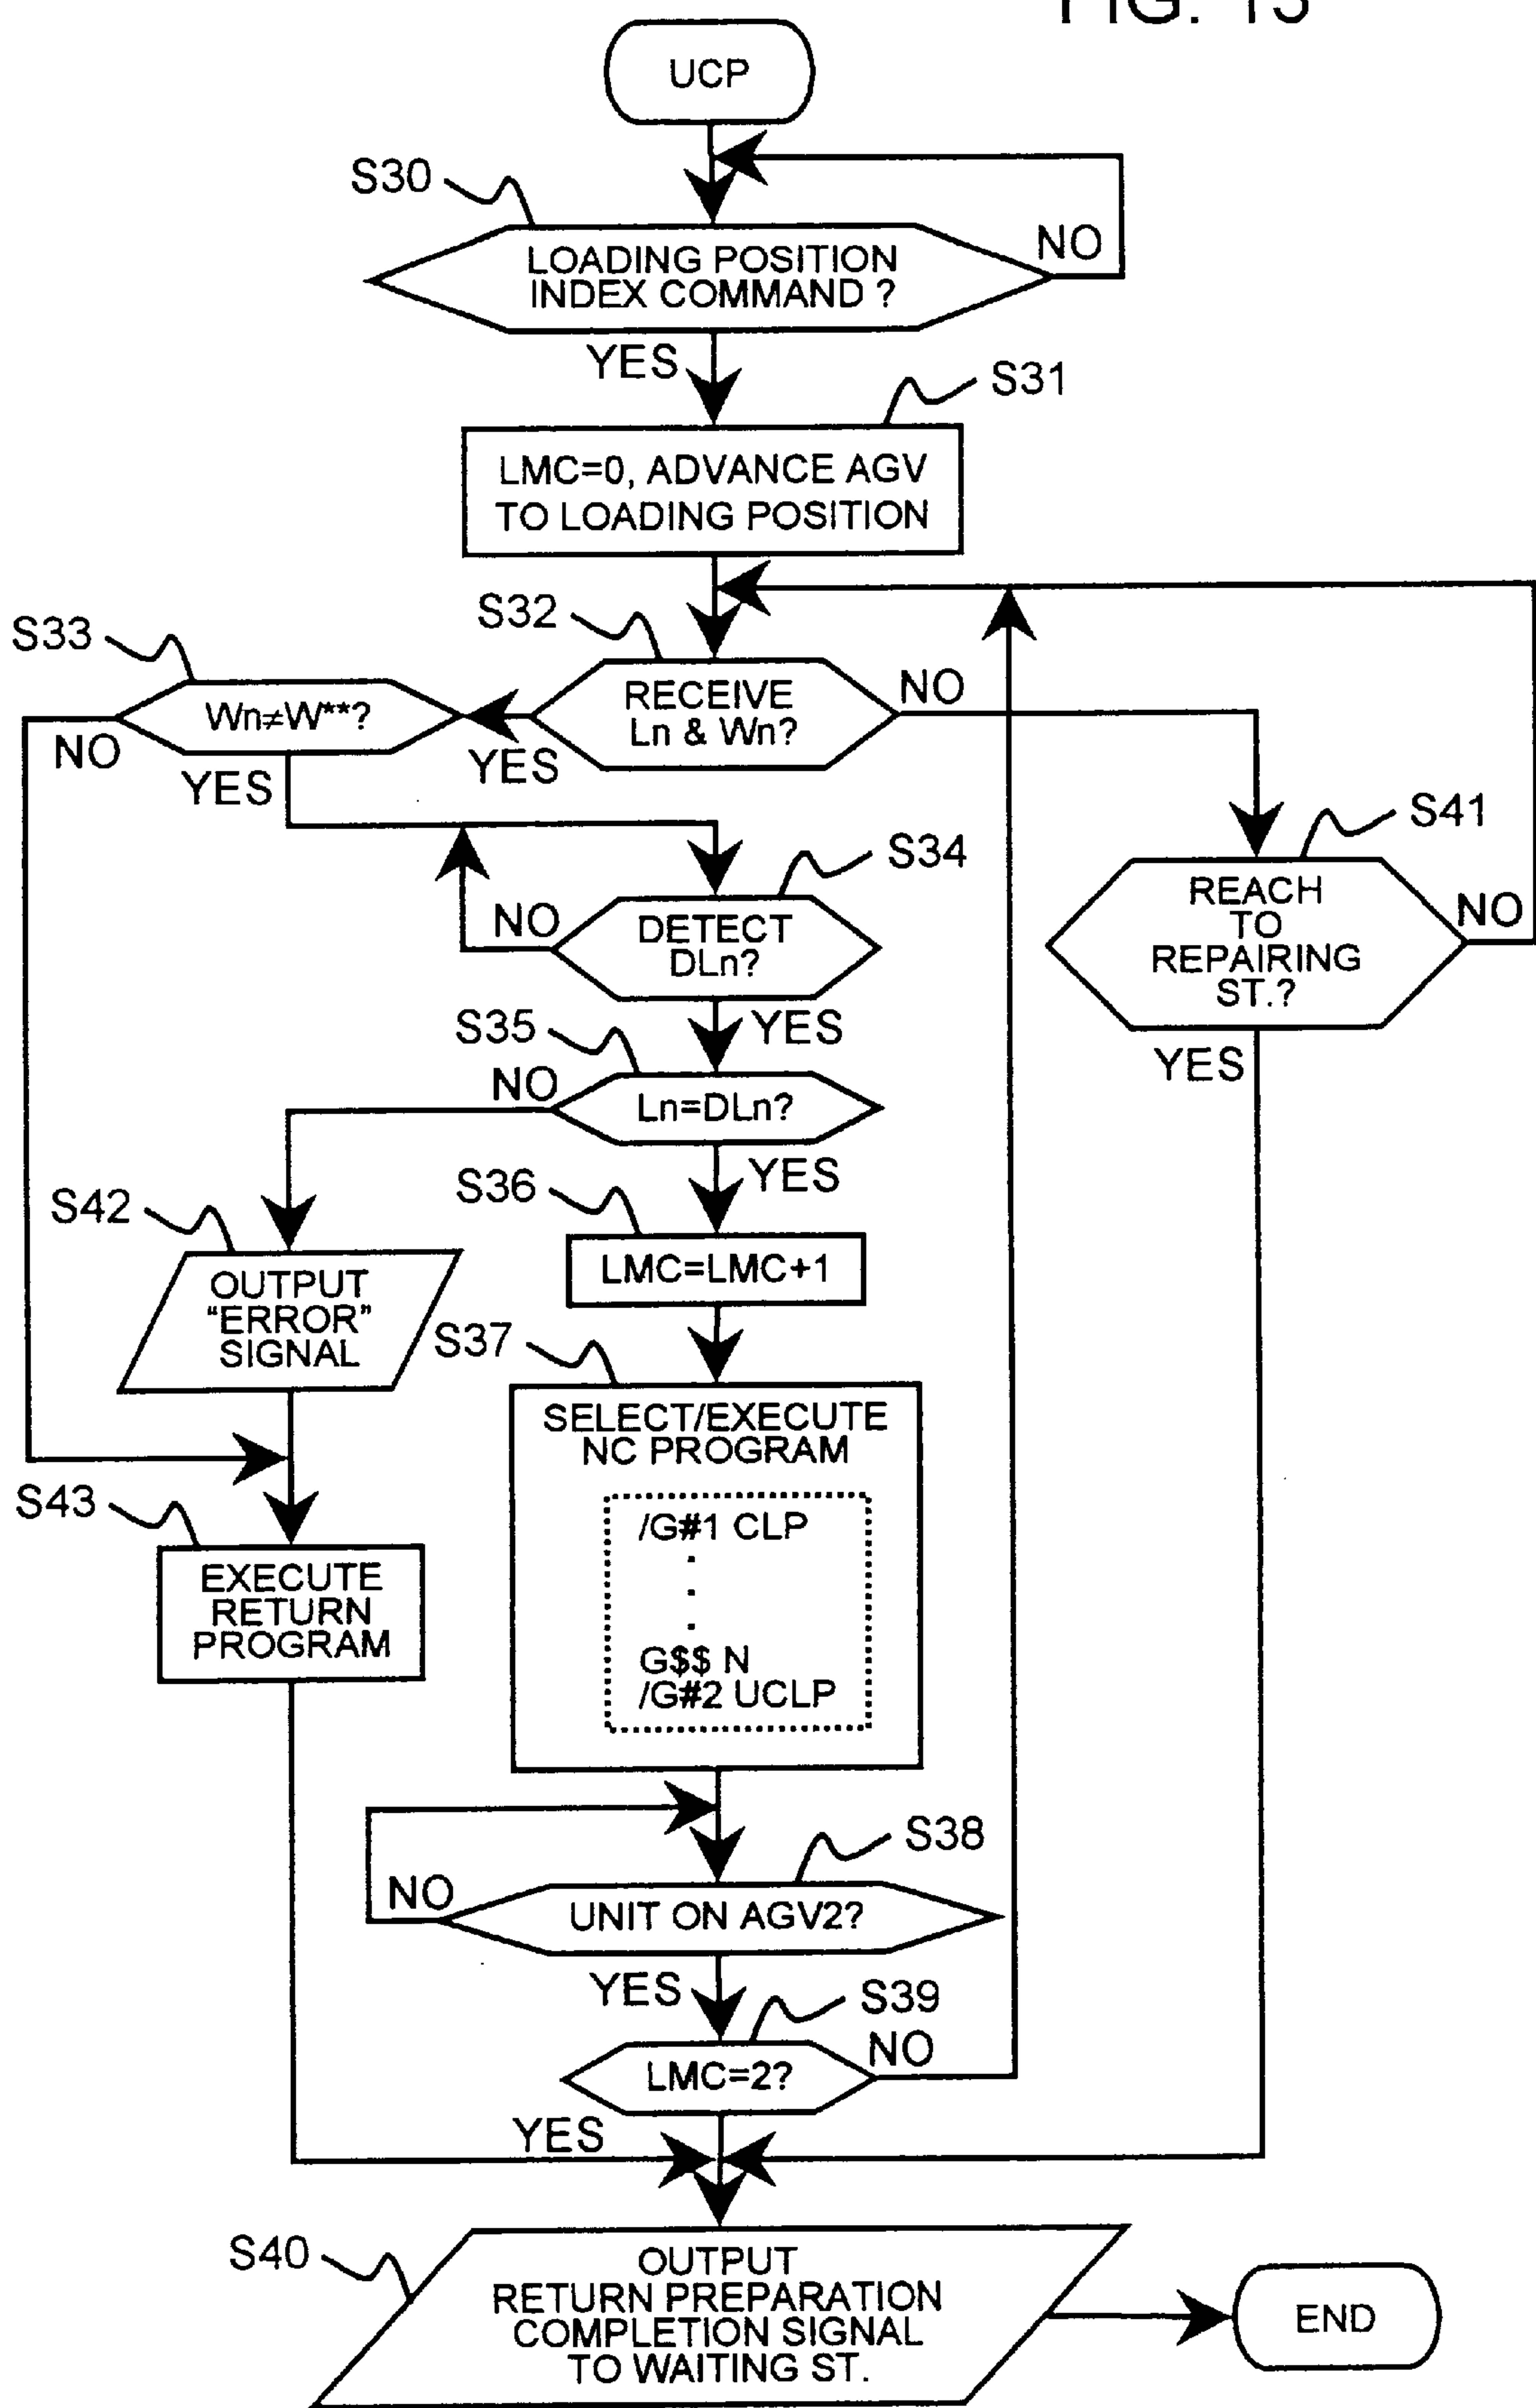 FIG. 13
UCP
S30
LOADING POSITION
INDEX COMMAND ?
NO
YES
S31
LMC=0, ADVANCE AGV
TO LOADING POSITION
S32
S33
RECEIVE
Ln & Wn?
NO
Wn≠W**?
NO
YES
YES
S41
S34
REACH
TO
REPAIRING
ST.?
NO
NO
DETECT
DLn?
YES
YES
S35
NO
Ln=DLn?
YES
S36
S42
LMC=LMC+1
OUTPUT
"ERROR"
SIGNAL
S37
SELECT/EXECUTE
NC PROGRAM
/G#1 CLP
.
.
.
G$$ N
/G#2 UCLP
S43
EXECUTE
RETURN
PROGRAM
S38
NO
UNIT ON AGV2?
YES
S39
NO
LMC=2?
YES
S40
OUTPUT
RETURN PREPARATION
COMPLETION SIGNAL
TO WAITING ST.
END